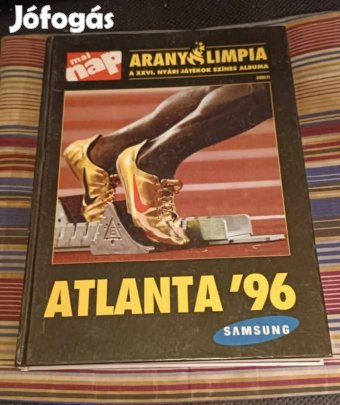 Jófogás
mai
nap
ARANYOLIMPIA
A XXVI. NYÁRI JÁTÉKOK SZÍNES ALBUMA
ATLANTA '96
SAMSUNG